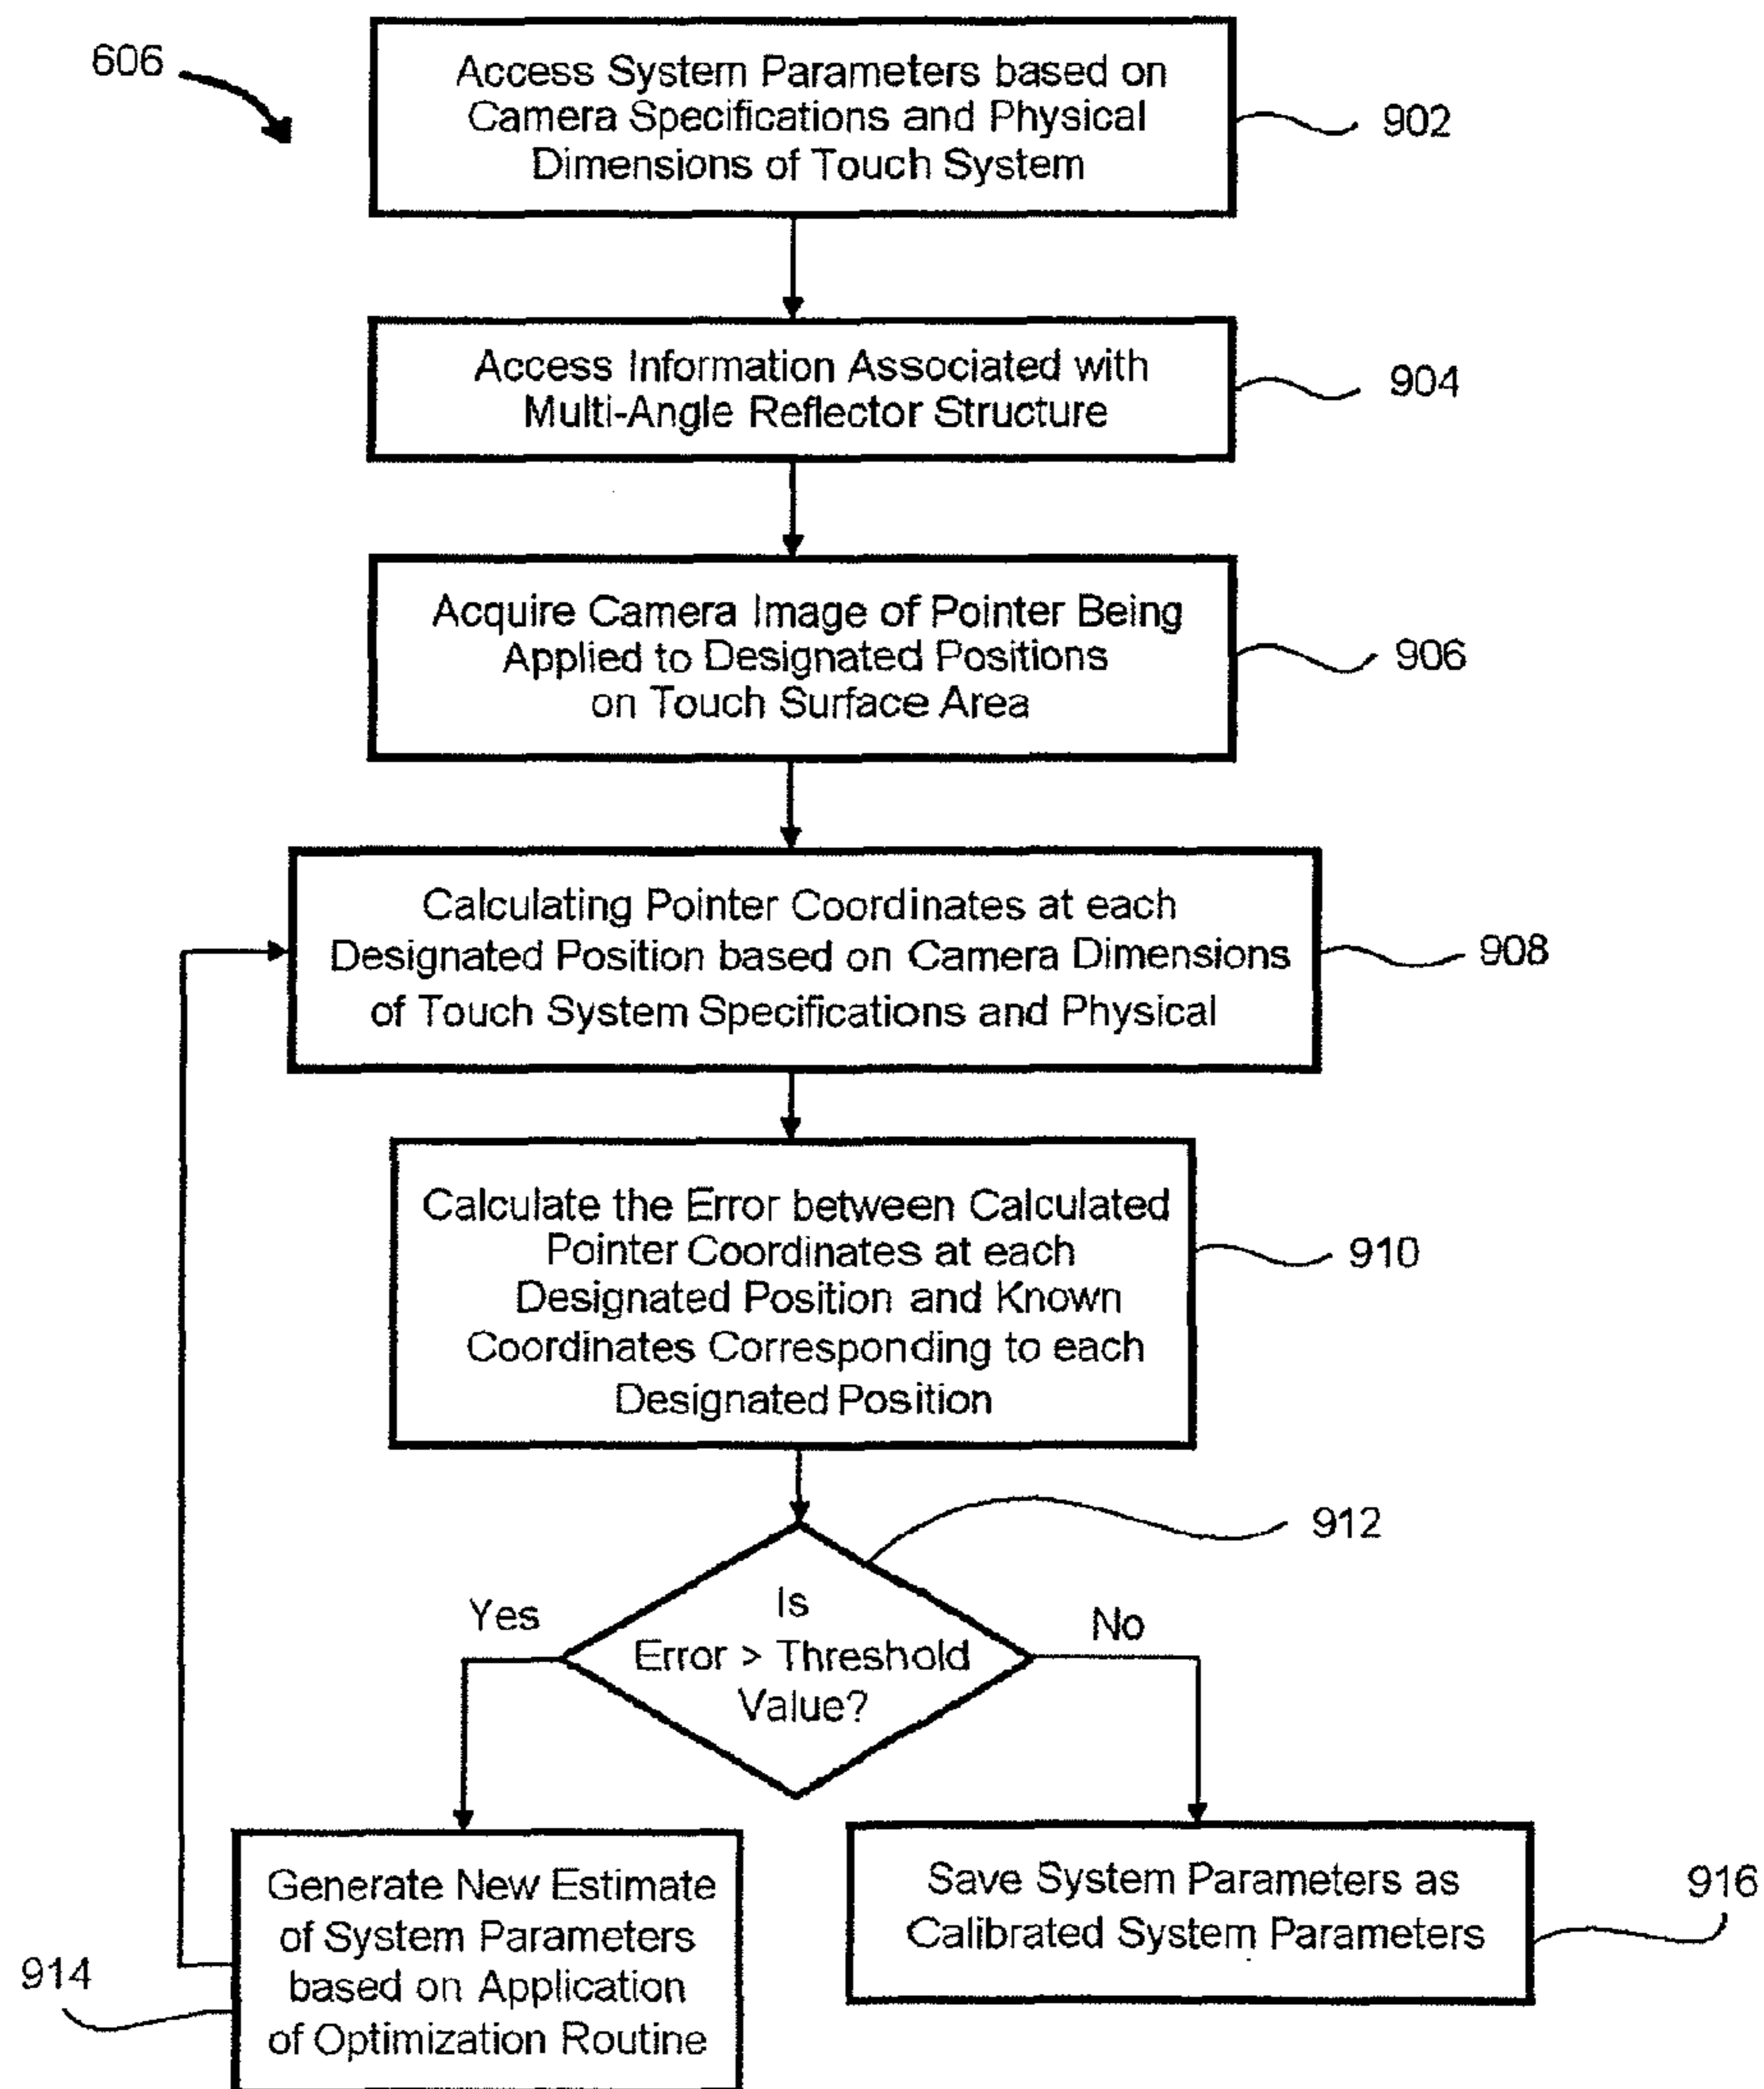 606
Access System Parameters based on
Camera Specifications and Physical
Dimensions of Touch System
902
Access Information Associated with
Multi-Angle Reflector Structure
904
Acquire Camera Image of Pointer Being
Applied to Designated Positions
on Touch Surface Area
906
Calculating Pointer Coordinates at each
Designated Position based on Camera Dimensions
of Touch System Specifications and Physical
908
Calculate the Error between Calculated
Pointer Coordinates at each
Designated Position and Known
Coordinates Corresponding to each
Designated Position
910
912
Is
Error > Threshold
Value?
Yes
No
Generate New Estimate
of System Parameters
based on Application
of Optimization Routine
914
Save System Parameters as
Calibrated System Parameters
916